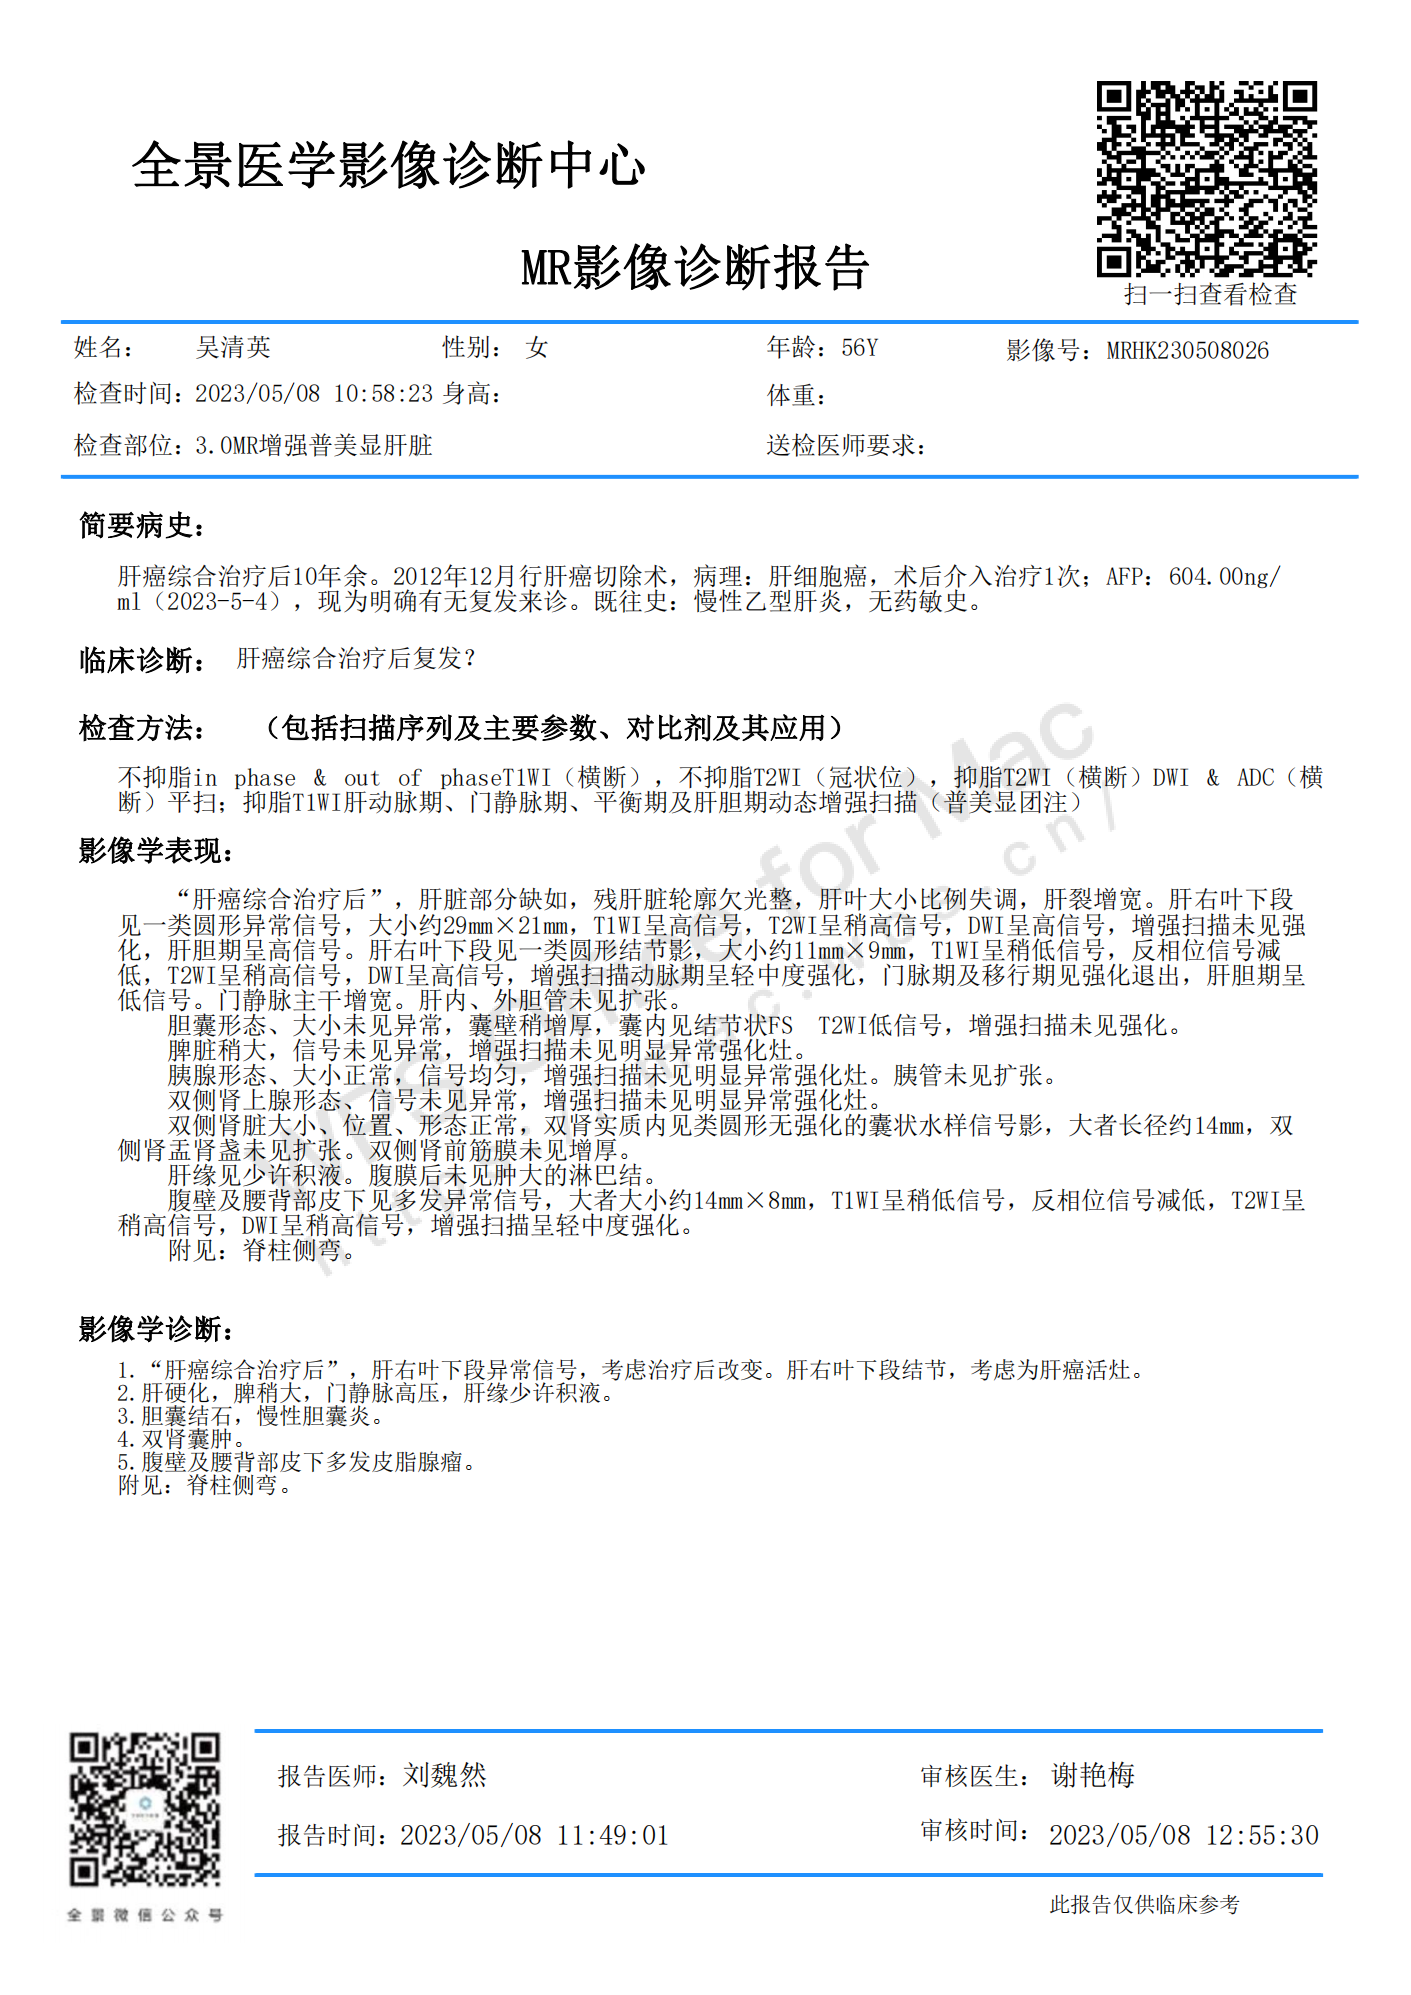 全景医学影像诊断中心
MR影像诊断报告
扫一扫查看检查
姓名： 吴清英 性别： 女 年龄：56Y 影像号：MRHK230508026
检查时间：2023/05/08 10:58:23 身高： 体重：
检查部位：3.0MR增强普美显肝脏 送检医师要求：
简要病史：
肝癌综合治疗后10年余。2012年12月行肝癌切除术，病理：肝细胞癌，术后介入治疗1次；AFP：604.00ng/
ml（2023-5-4），现为明确有无复发来诊。既往史：慢性乙型肝炎，无药敏史。
临床诊断： 肝癌综合治疗后复发？
检查方法： （包括扫描序列及主要参数、对比剂及其应用）
不抑脂in phase & out of phaseT1WI（横断），不抑脂T2WI（冠状位），抑脂T2WI（横断）DWI & ADC（横
断）平扫；抑脂T1WI肝动脉期、门静脉期、平衡期及肝胆期动态增强扫描（普美显团注）
影像学表现：
“肝癌综合治疗后”，肝脏部分缺如，残肝脏轮廓欠光整，肝叶大小比例失调，肝裂增宽。肝右叶下段
见一类圆形异常信号，大小约29mm×21mm，T1WI呈高信号，T2WI呈稍高信号，DWI呈高信号，增强扫描未见强
化，肝胆期呈高信号。肝右叶下段见一类圆形结节影，大小约11mm×9mm，T1WI呈稍低信号，反相位信号减
低，T2WI呈稍高信号，DWI呈高信号，增强扫描动脉期呈轻中度强化，门脉期及移行期见强化退出，肝胆期呈
低信号。门静脉主干增宽。肝内、外胆管未见扩张。
胆囊形态、大小未见异常，囊壁稍增厚，囊内见结节状FS T2WI低信号，增强扫描未见强化。
脾脏稍大，信号未见异常，增强扫描未见明显异常强化灶。
胰腺形态、大小正常，信号均匀，增强扫描未见明显异常强化灶。胰管未见扩张。
双侧肾上腺形态、信号未见异常，增强扫描未见明显异常强化灶。
双侧肾脏大小、位置、形态正常，双肾实质内见类圆形无强化的囊状水样信号影，大者长径约14mm，双
侧肾盂肾盏未见扩张。双侧肾前筋膜未见增厚。
肝缘见少许积液。腹膜后未见肿大的淋巴结。
腹壁及腰背部皮下见多发异常信号，大者大小约14mm×8mm，T1WI呈稍低信号，反相位信号减低，T2WI呈
稍高信号，DWI呈稍高信号，增强扫描呈轻中度强化。
附见：脊柱侧弯。
影像学诊断：
1.“肝癌综合治疗后”，肝右叶下段异常信号，考虑治疗后改变。肝右叶下段结节，考虑为肝癌活灶。
2.肝硬化，脾稍大，门静脉高压，肝缘少许积液。
3.胆囊结石，慢性胆囊炎。
4.双肾囊肿。
5.腹壁及腰背部皮下多发皮脂腺瘤。
附见：脊柱侧弯。
WPS Office for Mac
https://mac.wps.cn/
报告医师：刘魏然 审核医生： 谢艳梅
报告时间：2023/05/08 11:49:01 审核时间： 2023/05/08 12:55:30
全景微信公众号
此报告仅供临床参考